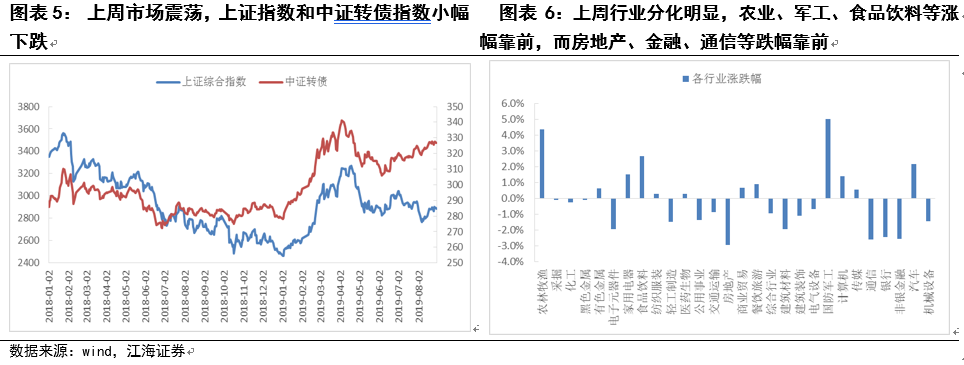 图表 5： 上周市场震荡，上证指数和中证转债指数小幅
下跌
上证综合指数 中证转债
3800
3600
3400
3200
3000
2800
2600
2400
350
340
330
320
310
300
290
280
270
260
250
2018-01-02
2018-02-02
2018-03-02
2018-04-02
2018-05-02
2018-06-02
2018-07-02
2018-08-02
2018-09-02
2018-10-02
2018-11-02
2018-12-02
2019-01-02
2019-02-02
2019-03-02
2019-04-02
2019-05-02
2019-06-02
2019-07-02
2019-08-02
图表 6：上周行业分化明显，农业、军工、食品饮料等涨
幅靠前，而房地产、金融、通信等跌幅靠前
各行业涨跌幅
6.0%
5.0%
4.0%
3.0%
2.0%
1.0%
0.0%
-1.0%
-2.0%
-3.0%
-4.0%
农林牧渔
采掘
化工
黑色金属
有色金属
电子元器件
家用电器
食品饮料
纺织服装
轻工制造
医药生物
公用事业
交通运输
房地产
商业贸易
餐饮旅游
综合行业
建筑材料
建筑装饰
电气设备
国防军工
计算机
传媒
通信
银行
非银金融
汽车
机械设备
数据来源：wind，江海证券